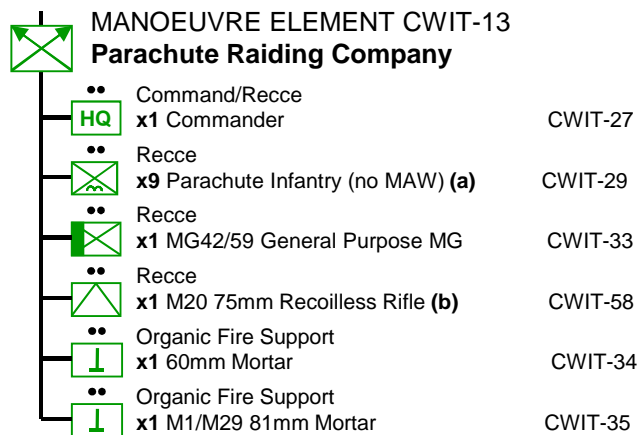 MANOEUVRE ELEMENT CWIT-13
Parachute Raiding Company
Command/Recce
HQ x1 Commander CWIT-27
Recce
x9 Parachute Infantry (no MAW) (a) CWIT-29
Recce
x1 MG42/59 General Purpose MG CWIT-33
Recce
x1 M20 75mm Recoilless Rifle (b) CWIT-58
Organic Fire Support
x1 60mm Mortar CWIT-34
Organic Fire Support
x1 M1/M29 81mm Mortar CWIT-35